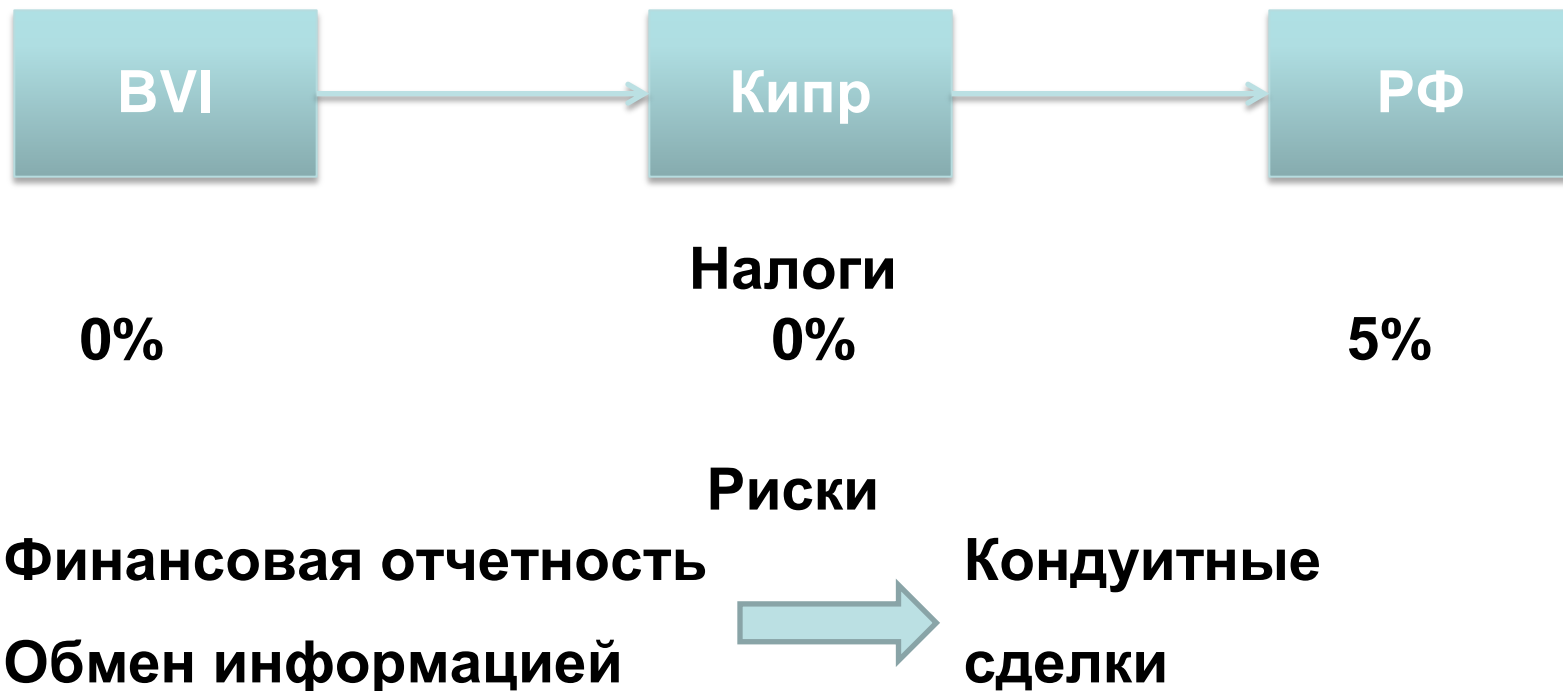 BVI Кипр РФ
Налоги
0% 0% 5%
Риски
Финансовая отчетность Кондуитные
Обмен информацией сделки